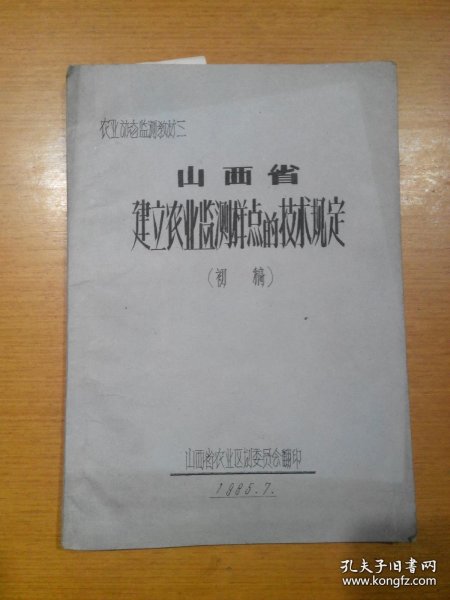 农业动态监测教材三
山西省
建立农业监测样点的技术规定
(初稿)
山西省农业区划委员会翻印
1985.7.
孔夫子旧书网
www.kongfz.com